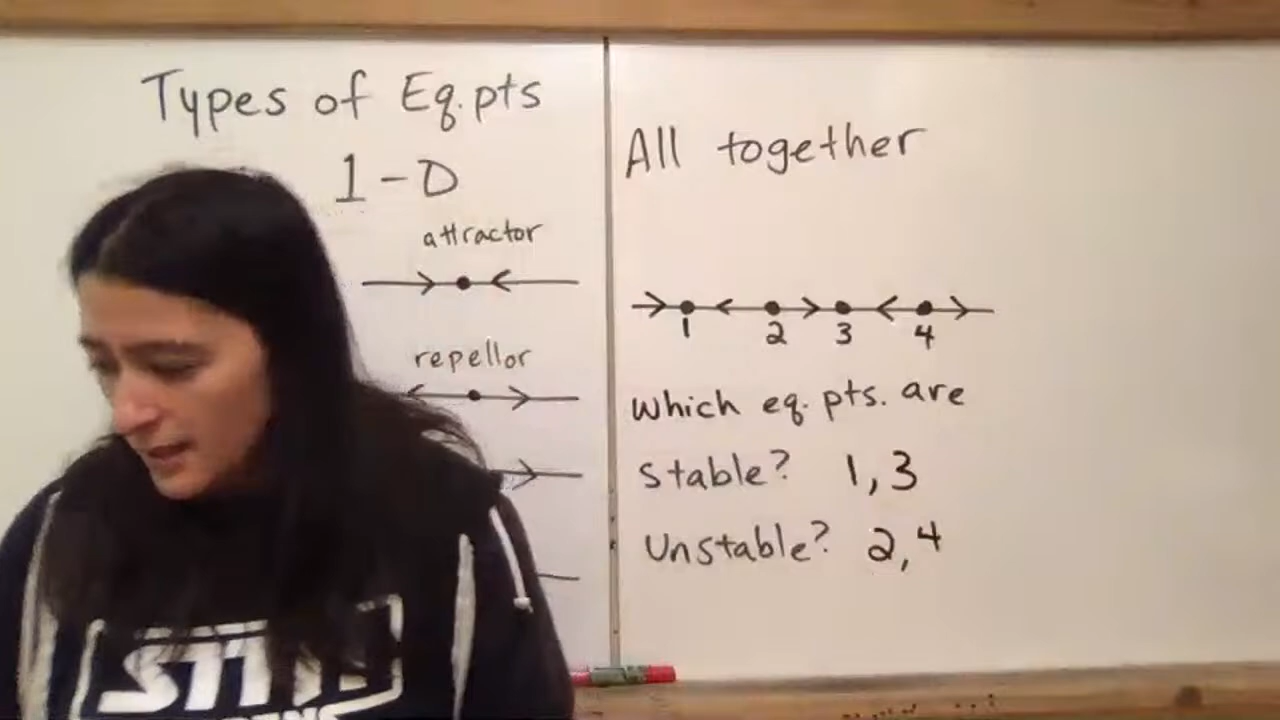 Types of Eq.pts
1-D
attractor
repellor
All together
1 2 3 4
Which eq. pts. are
Stable? 1,3
Unstable? 2,4